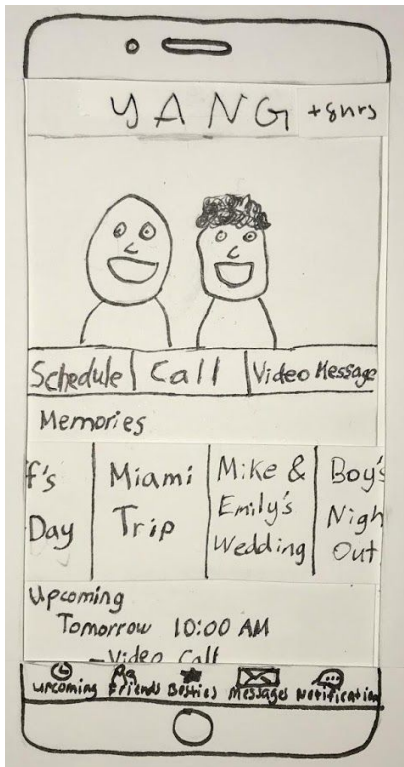 YANG +8hrs
Schedule Call Video Message
Memories
f's Miami Mike & Boy's
Day Trip Emily's Nigh
Wedding Out
Upcoming
Tomorrow 10:00 AM
- Video Call
Upcoming Friends Besties Messages Notification